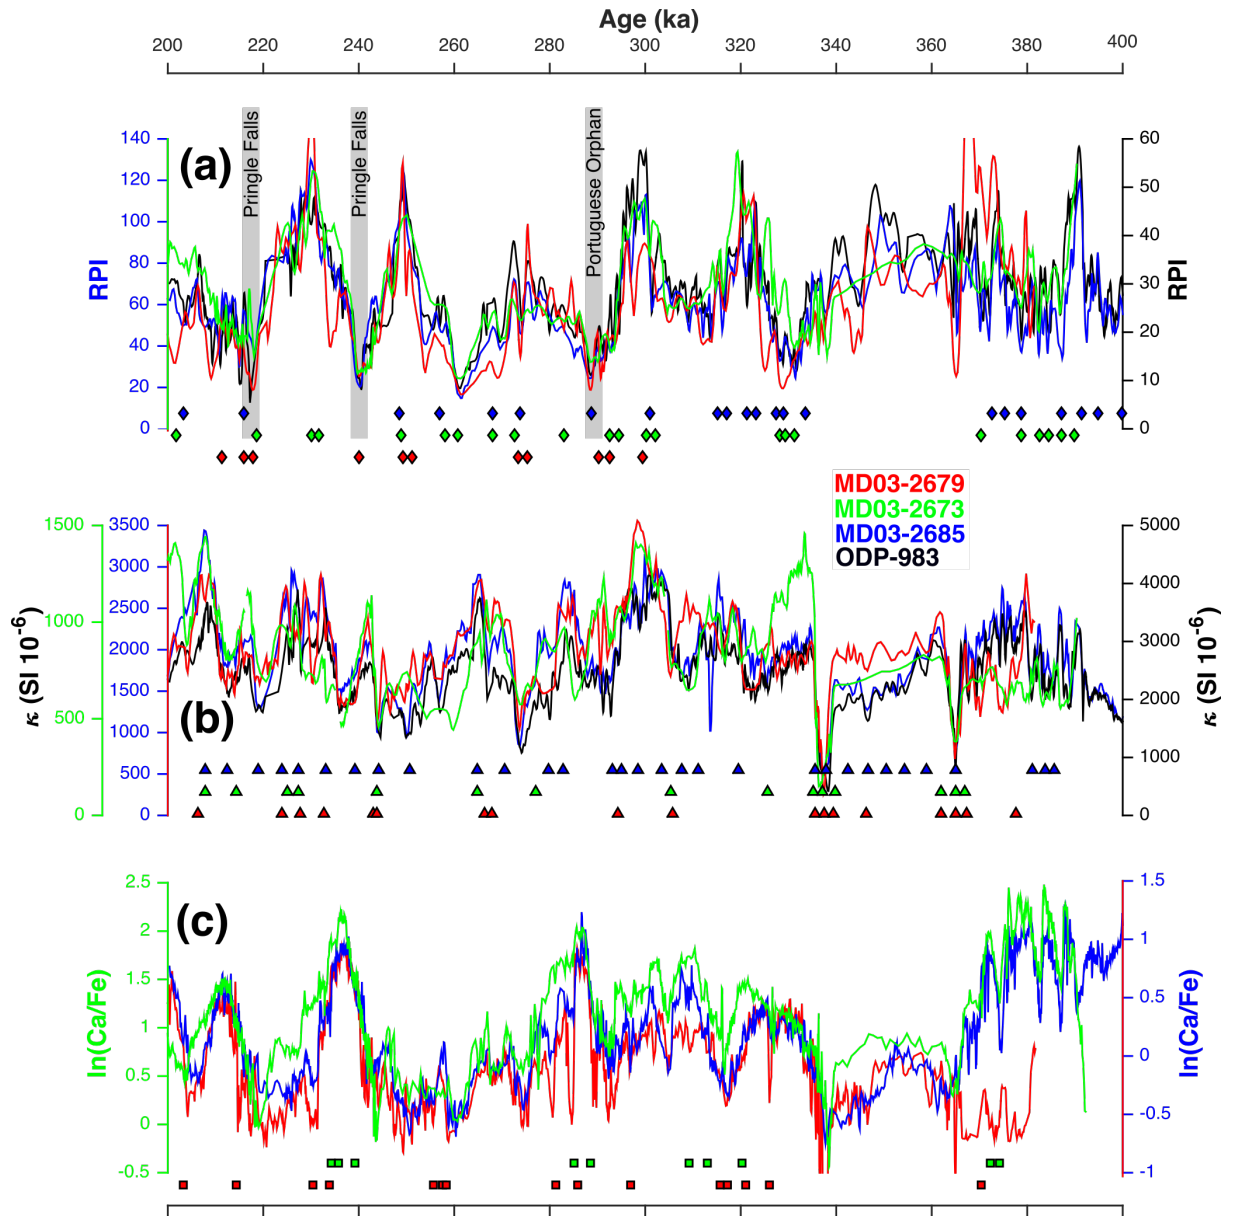 Age (ka)
200 220 240 260 280 300 320 340 360 380 400
(a)
Pringle Falls
Pringle Falls
Portuguese Orphan
RPI
140
120
100
80
60
40
20
0
RPI
60
50
40
30
20
10
0
MD03-2679
MD03-2673
MD03-2685
ODP-983
(b)
κ (SI 10⁻⁶)
1500
1000
500
0
3500
3000
2500
2000
1500
1000
500
0
5000
4000
3000
2000
1000
0
κ (SI 10⁻⁶)
(c)
ln(Ca/Fe)
2.5
2
1.5
1
0.5
0
-0.5
1.5
1
0.5
0
-0.5
-1
ln(Ca/Fe)